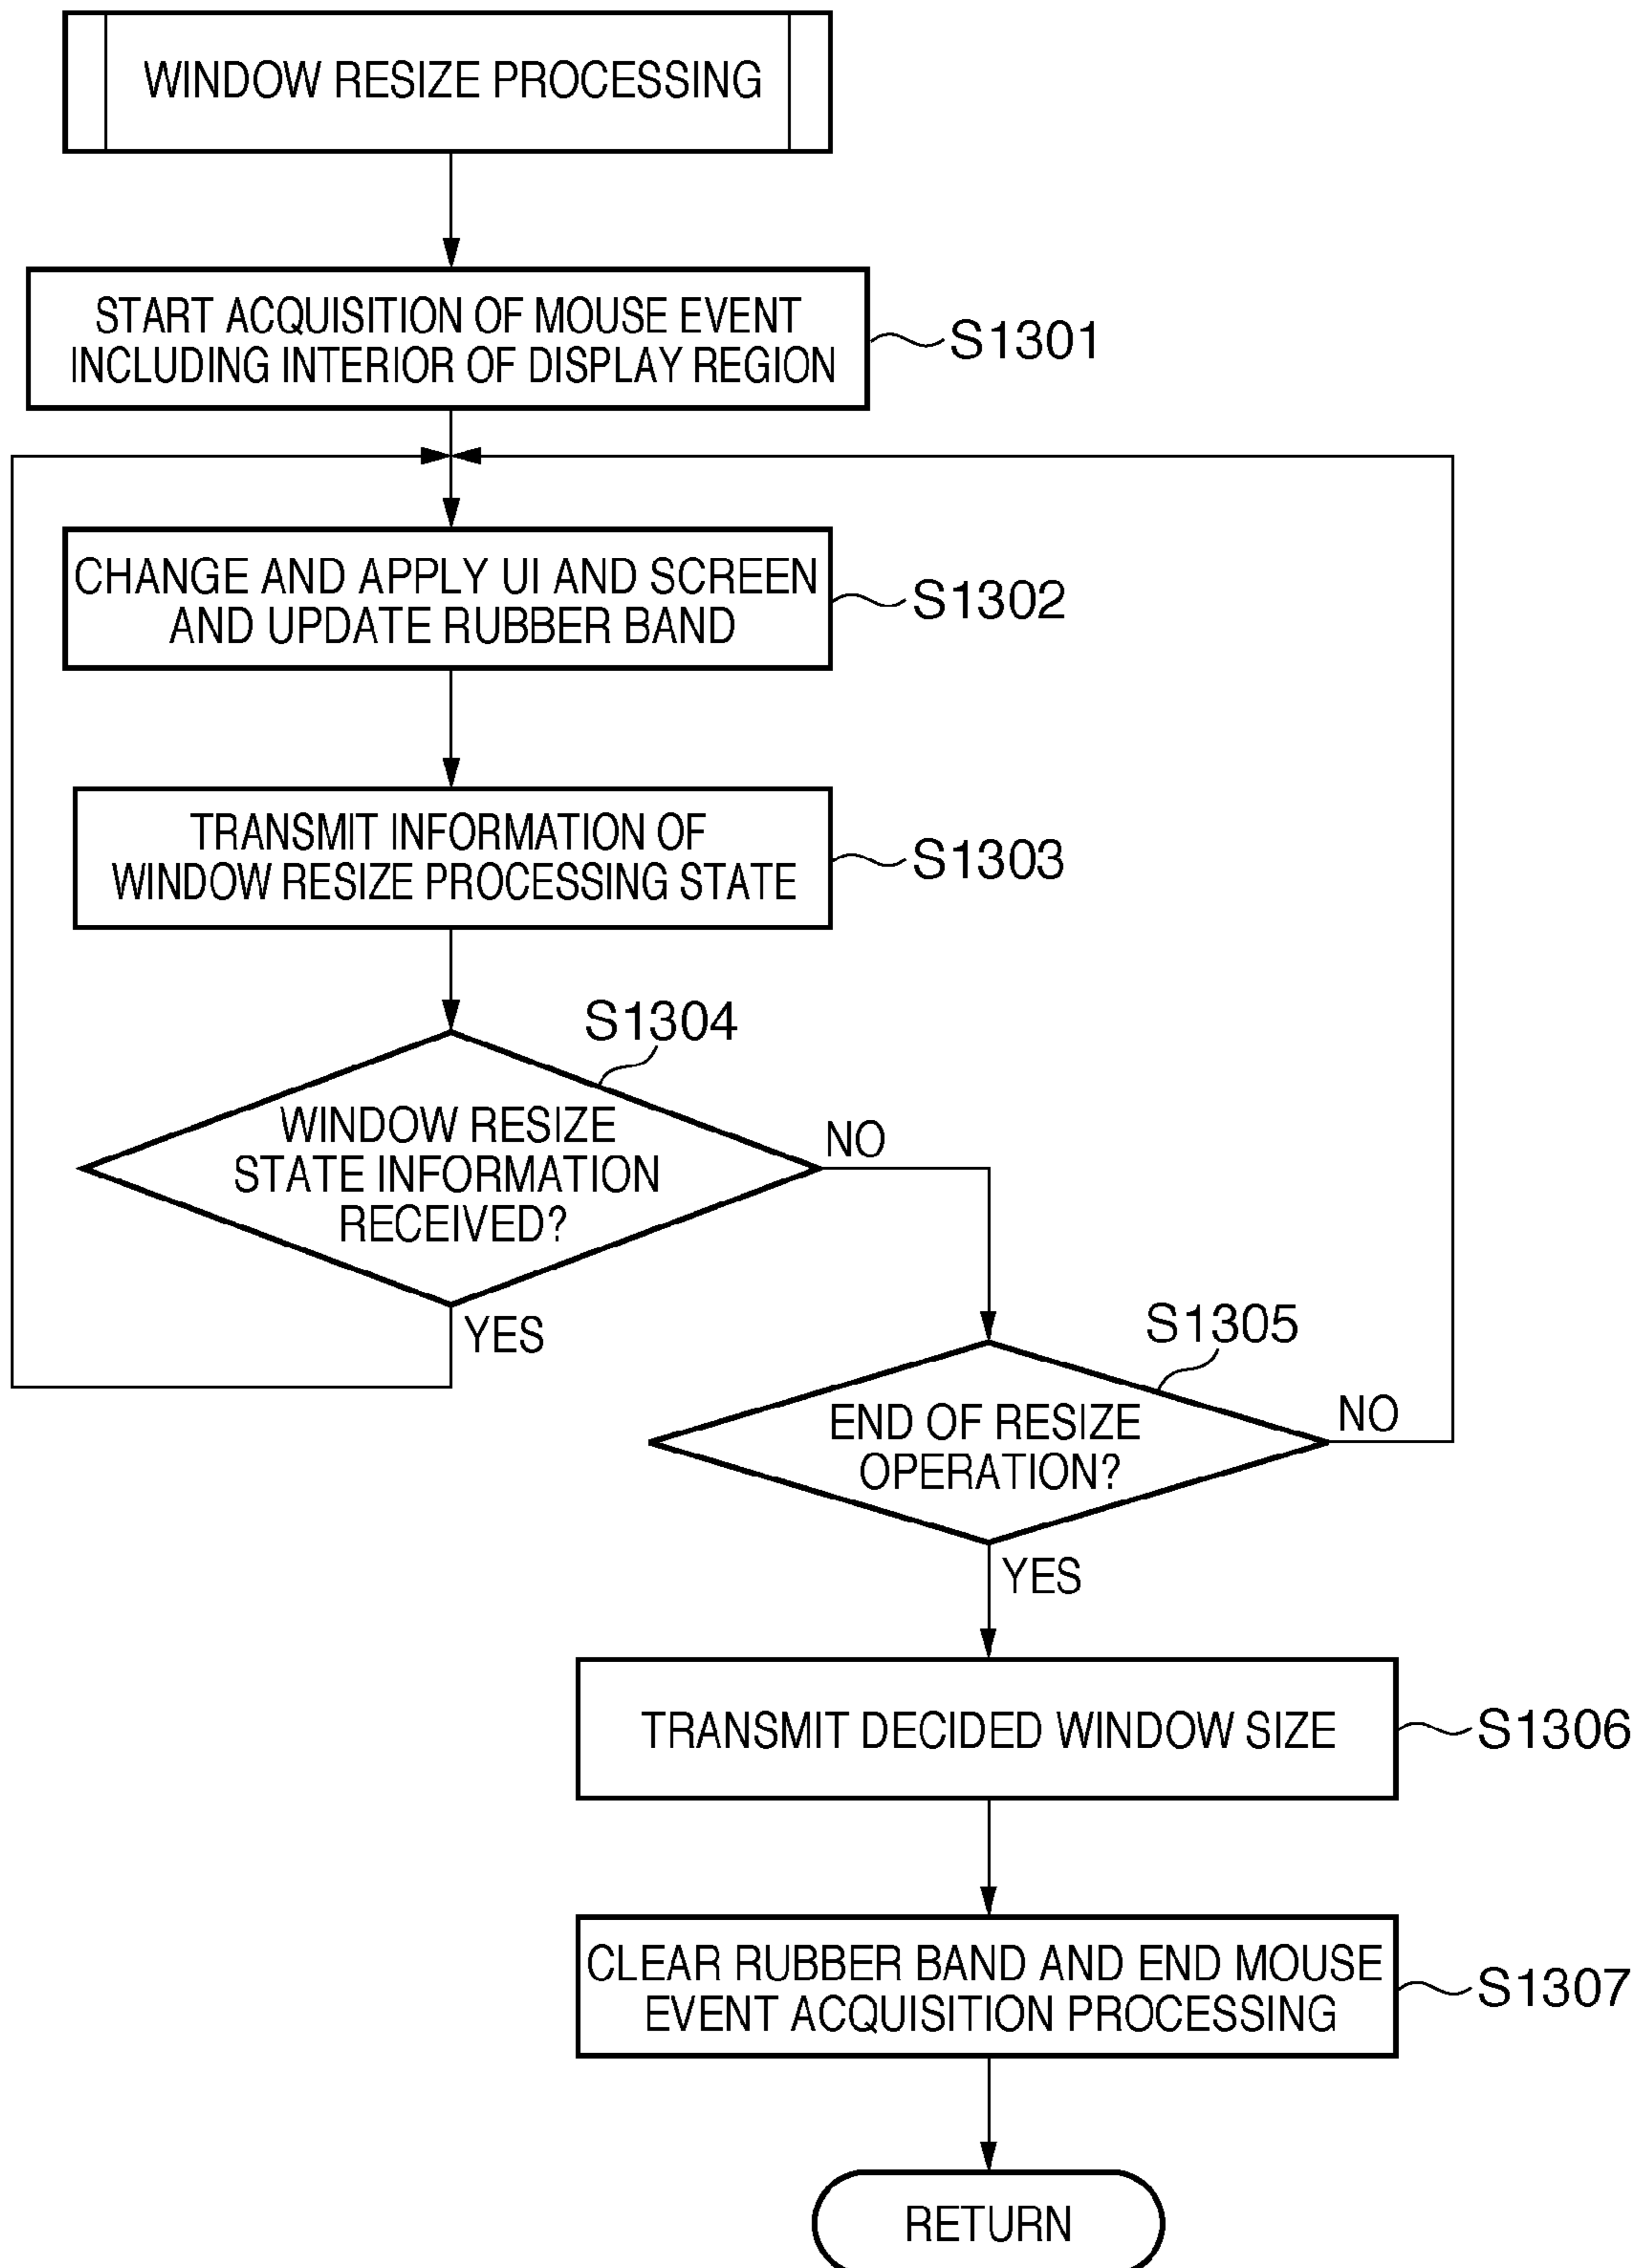 WINDOW RESIZE PROCESSING
START ACQUISITION OF MOUSE EVENT
INCLUDING INTERIOR OF DISPLAY REGION
S1301
CHANGE AND APPLY UI AND SCREEN
AND UPDATE RUBBER BAND
S1302
TRANSMIT INFORMATION OF
WINDOW RESIZE PROCESSING STATE
S1303
S1304
WINDOW RESIZE
STATE INFORMATION
RECEIVED?
NO
YES
S1305
END OF RESIZE
OPERATION?
NO
YES
TRANSMIT DECIDED WINDOW SIZE
S1306
CLEAR RUBBER BAND AND END MOUSE
EVENT ACQUISITION PROCESSING
S1307
RETURN